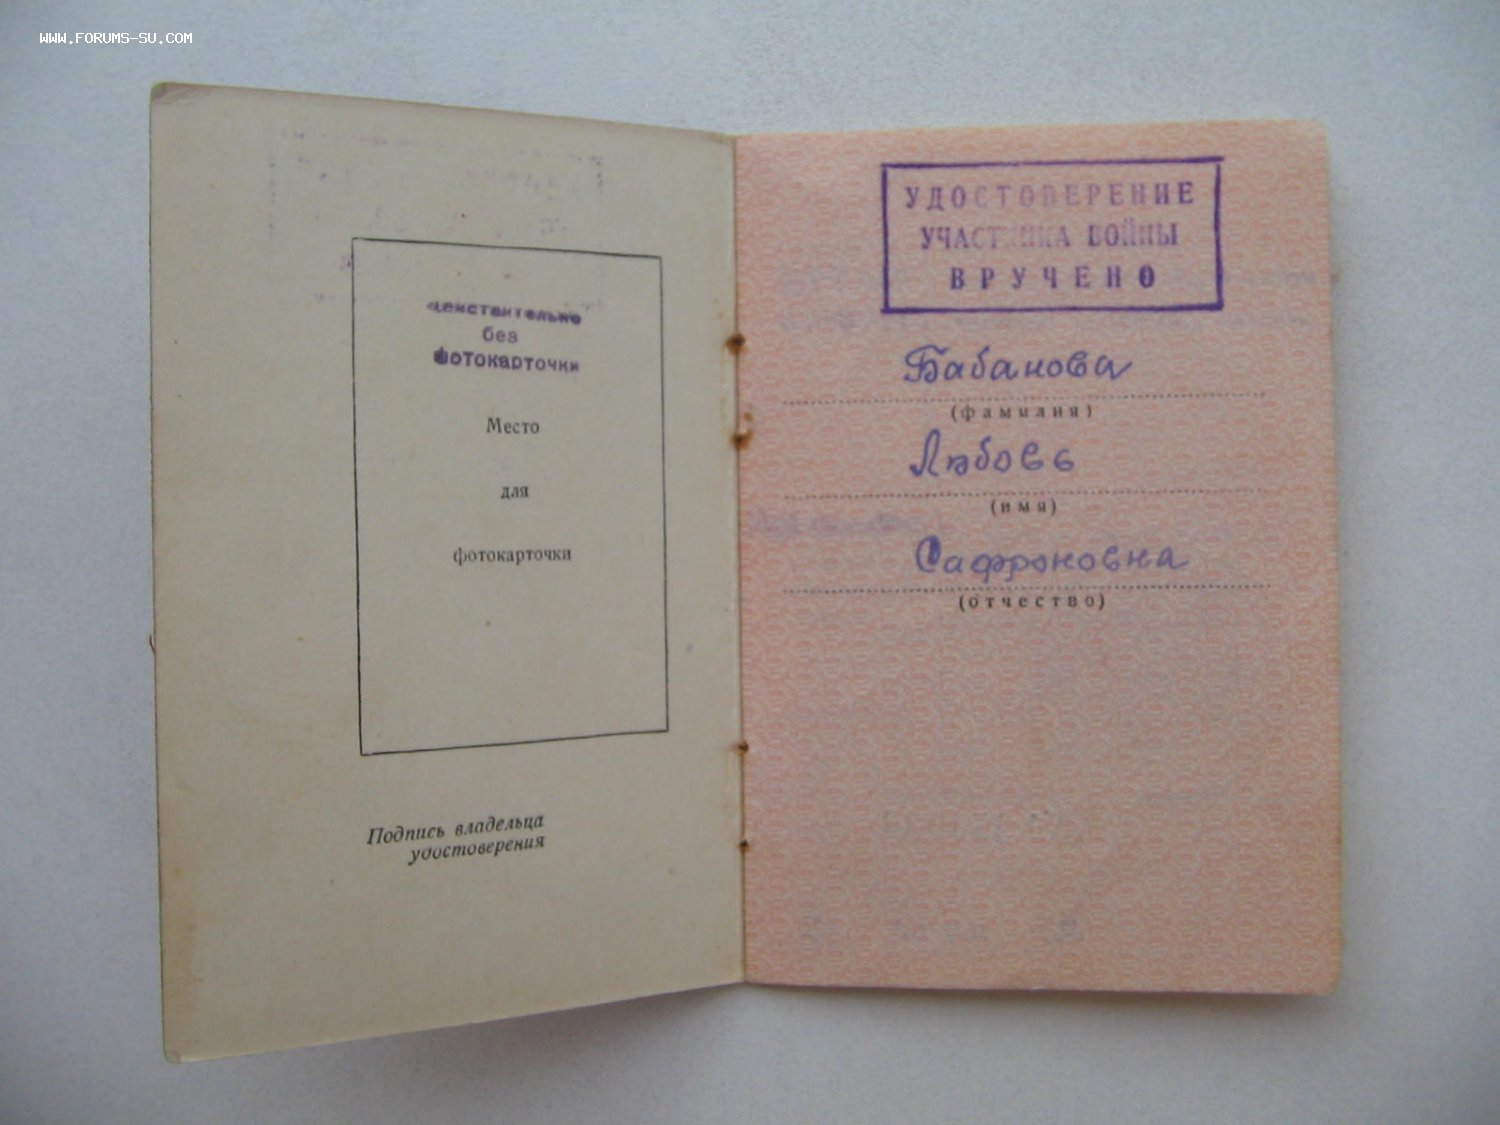 WWW.FORUMS-SU.COM
действительно
без
фотокарточки
Место
для
фотокарточки
Подпись владельца
удостоверения
УДОСТОВЕРЕНИЕ
УЧАСТНИКА ВОЙНЫ
ВРУЧЕНО
Бабанова
(фамилия)
Любовь
(имя)
Сафроновна
(отчество)